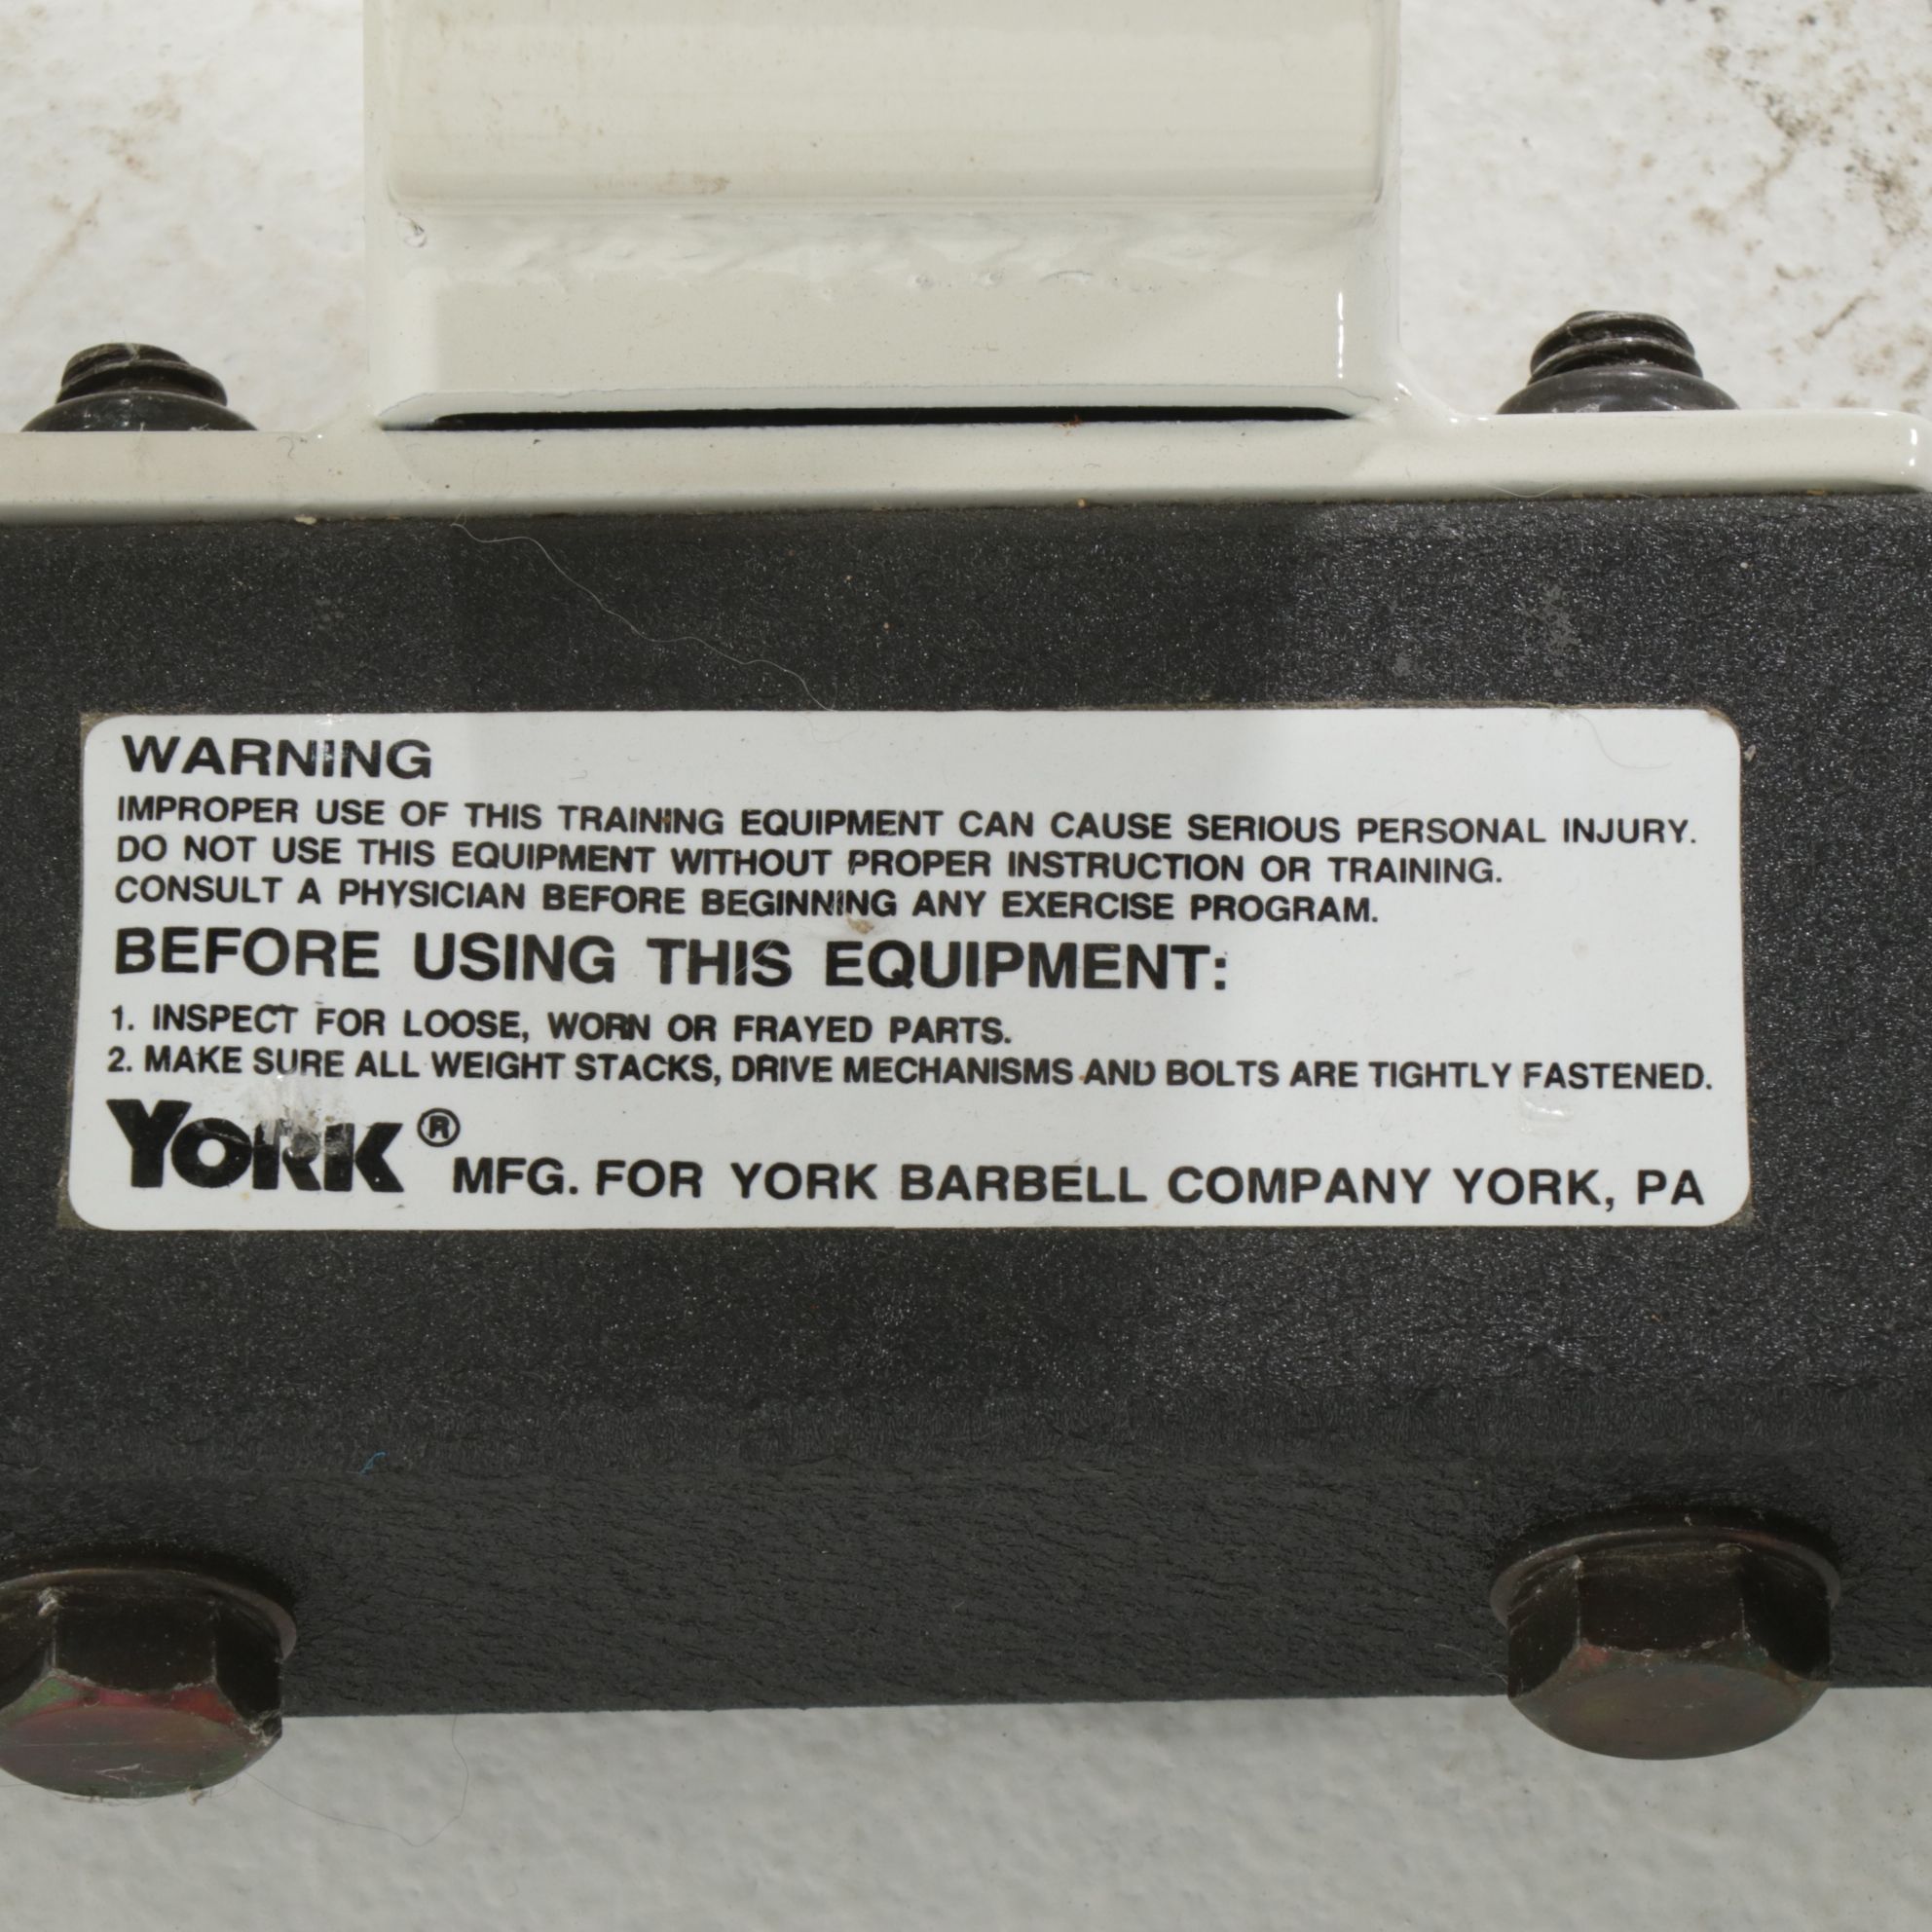 WARNING
IMPROPER USE OF THIS TRAINING EQUIPMENT CAN CAUSE SERIOUS PERSONAL INJURY.
DO NOT USE THIS EQUIPMENT WITHOUT PROPER INSTRUCTION OR TRAINING.
CONSULT A PHYSICIAN BEFORE BEGINNING ANY EXERCISE PROGRAM.
BEFORE USING THIS EQUIPMENT:
1. INSPECT FOR LOOSE, WORN OR FRAYED PARTS.
2. MAKE SURE ALL WEIGHT STACKS, DRIVE MECHANISMS AND BOLTS ARE TIGHTLY FASTENED.
YORK® MFG. FOR YORK BARBELL COMPANY YORK, PA